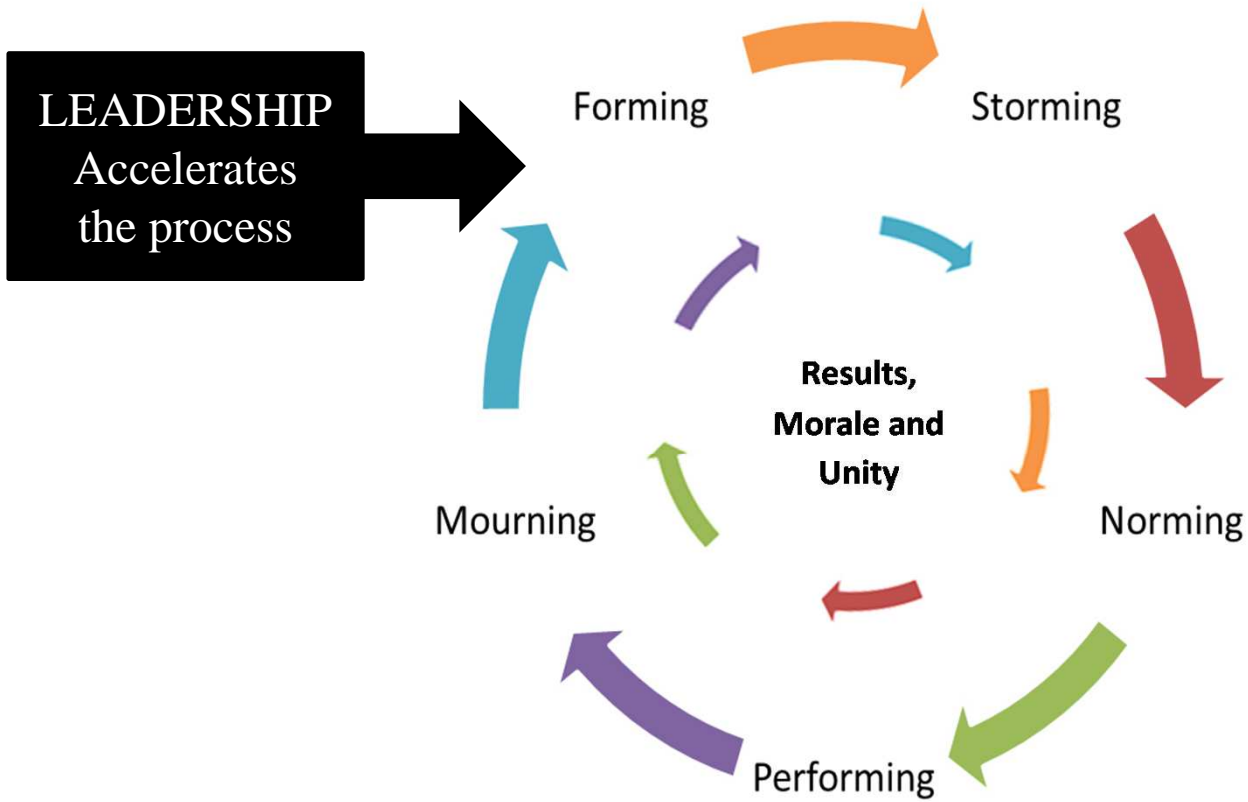 LEADERSHIP
Accelerates
the process
Forming
Storming
Results,
Morale and
Unity
Mourning
Norming
Performing